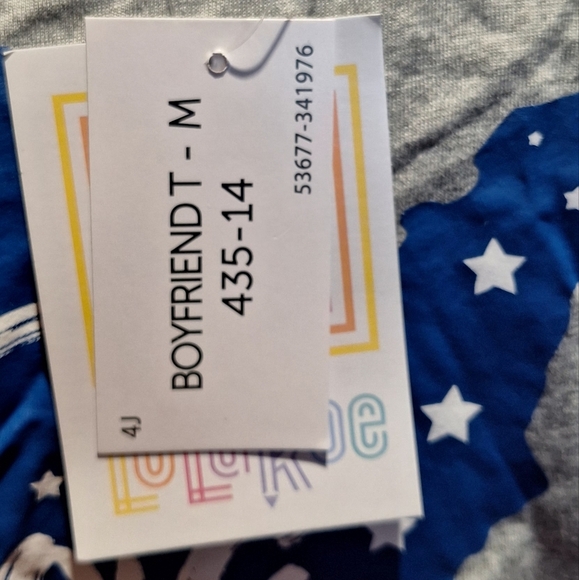 53677-341976
BOYFRIEND T - M
435-14
4J